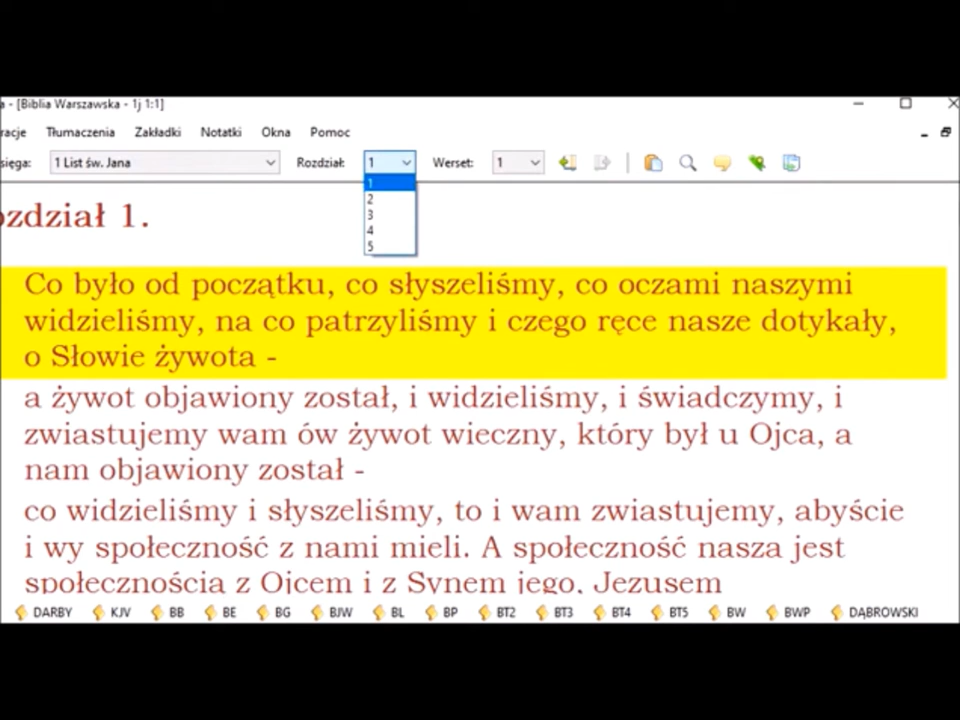 a - [Biblia Warszawska - 1j 1:1]
racje Tłumaczenia Zakładki Notatki Okna Pomoc
sięga: 1 List św. Jana Rozdział: 1 Werset: 1
1
2
3
4
5
ozdział 1.
Co było od początku, co słyszeliśmy, co oczami naszymi
widzieliśmy, na co patrzyliśmy i czego ręce nasze dotykały,
o Słowie żywota -
a żywot objawiony został, i widzieliśmy, i świadczymy, i
zwiastujemy wam ów żywot wieczny, który był u Ojca, a
nam objawiony został -
co widzieliśmy i słyszeliśmy, to i wam zwiastujemy, abyście
i wy społeczność z nami mieli. A społeczność nasza jest
społecznością z Ojcem i z Synem jego, Jezusem
DARBY KJV BB BE BG BJW BL BP BT2 BT3 BT4 BT5 BW BWP DĄBROWSKI